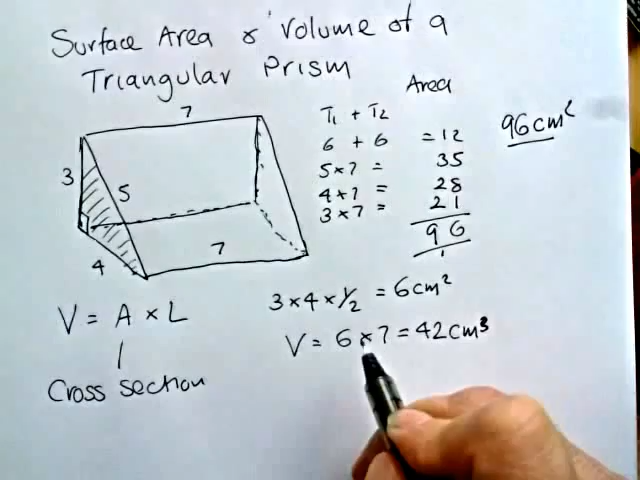 Surface Area & Volume of a
Triangular Prism
Area
7
T1 + T2
6 + 6 = 12
96cm²
5×7 = 35
3
5
4×7 = 28
3×7 = 21
96
7
4
3×4×1/2 = 6cm²
V = A × L
V = 6×7 = 42cm³
Cross section